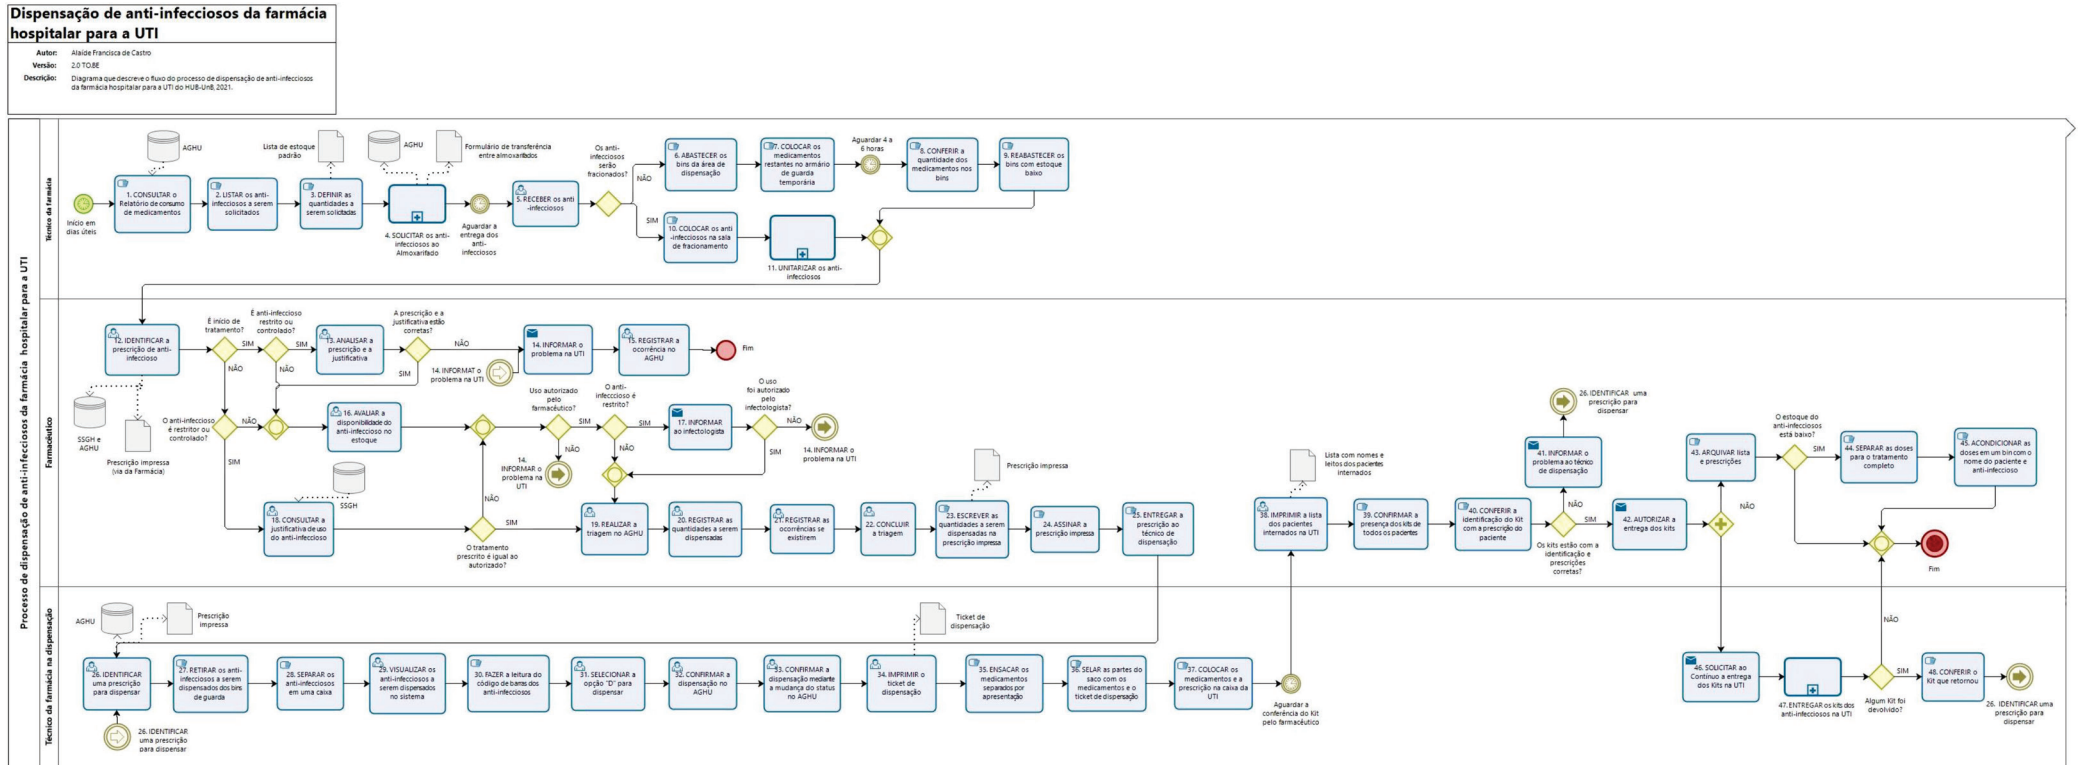 Dispensação de anti-infecciosos da farmácia
hospitalar para a UTI
Autor: Alaíde Francisca de Castro
Versão: 2.0 TO.BE
Descrição: Diagrama que descreve o fluxo do processo de dispensação de anti-infecciosos
da farmácia hospitalar para a UTI do HUB-UnB, 2021.
Processo de dispensação de anti-infecciosos da farmácia hospitalar para a UTI
Técnico da farmácia
Início em
dias úteis
AGHU
1. CONSULTAR o
Relatório de consumo
de medicamentos
2. LISTAR os anti-
infecciosos a serem
solicitados
Lista de estoque
padrão
3. DEFINIR as
quantidades a
serem solicitadas
AGHU
Formulário de transferência
entre almoxarifados
4. SOLICITAR os anti-
infecciosos ao
Almoxarifado
Aguardar a
entrega dos
anti-
infecciosos
5. RECEBER os anti
-infecciosos
Os anti-
infecciosos
serão
fracionados?
NÃO
SIM
6. ABASTECER os
bins da área de
dispensação
7. COLOCAR os
medicamentos
restantes no armário
de guarda
temporária
Aguardar 4 a
6 horas
8. CONFERIR a
quantidade dos
medicamentos nos
bins
9. REABASTECER os
bins com estoque
baixo
10. COLOCAR os anti
-infecciosos na sala
de fracionamento
11. UNITARIZAR os anti-
infecciosos
Farmacêutico
12. IDENTIFICAR a
prescrição de anti-
infeccioso
SSGH e
AGHU
Prescrição impressa
(via da Farmácia)
É início de
tratamento?
SIM
NÃO
É anti-infeccioso
restrito ou
controlado?
SIM
NÃO
13. ANALISAR a
prescrição e a
justificativa
A prescrição e a
justificativa estão
corretas?
NÃO
SIM
14. INFORMAR o
problema na UTI
14. INFORMAT o
problema na UTI
15. REGISTRAR a
ocorrência no
AGHU
Fim
O anti-infeccioso
é restritor ou
controlado?
NÃO
SIM
16. AVALIAR a
disponibilidade do
anti-infeccioso no
estoque
SSGH
18. CONSULTAR a
justificativa de uso
do anti-infeccioso
NÃO
SIM
O tratamento
prescrito é igual ao
autorizado?
Uso autorizado
pelo
farmacêutico?
SIM
NÃO
14.
INFORMAR o
problema na
UTI
O anti-
infecccioso é
restrito?
SIM
NÃO
17. INFORMAR
ao infectologista
O uso
foi autorizado
pelo
infectologista?
NÃO
SIM
14. INFORMAR o
problema na UTI
19. REALIZAR a
triagem no AGHU
20. REGISTRAR as
quantidades a serem
dispensadas
21. REGISTRAR as
ocorrências se
existirem
22. CONCLUIR
a triagem
Prescrição impressa
23. ESCREVER as
quantidades a serem
dispensadas na
prescrição impressa
24. ASSINAR a
prescrição impressa
25. ENTREGAR a
prescrição ao
técnico de
dispensação
Lista com nomes e
leitos dos pacientes
internados
38. IMPRIMIR a lista
dos pacientes
internados na UTI
39. CONFIRMAR a
presença dos kits de
todos os pacientes
40. CONFERIR a
identificação do Kit
com a prescrição do
paciente
Os kits estão com a
identificação e
prescrições
corretas?
NÃO
SIM
41. INFORMAR o
problema ao técnico
de dispensação
26. IDENTIFICAR uma
prescrição para
dispensar
42. AUTORIZAR a
entrega dos kits
NÃO
43. ARQUIVAR lista
e prescrições
O estoque do
anti-infecciosos
está baixo?
SIM
NÃO
44. SEPARAR as doses
para o tratamento
completo
45. ACONDICIONAR as
doses em um bin com o
nome do paciente e
anti-infeccioso
Fim
Técnico da farmácia na dispensação
AGHU
Prescrição
impressa
26. IDENTIFICAR
uma prescrição
para dispensar
26. IDENTIFICAR
uma prescrição
para dispensar
27. RETIRAR os anti-
infecciosos a serem
dispensados dos bins
de guarda
28. SEPARAR os
anti-infecciosos
em uma caixa
29. VISUALIZAR os
anti-infecciosos a
serem dispensados
no sistema
30. FAZER a leitura do
código de barras dos
anti-infecciosos
31. SELECIONAR a
opção "D" para
dispensar
32. CONFIRMAR a
dispensação no
AGHU
33. CONFIRMAR a
dispensação mediante
a mudança do status
no AGHU
Ticket de
dispensação
34. IMPRIMIR o
ticket de
dispensação
35. ENSACAR os
medicamentos
separados por
apresentação
36. SELAR as partes do
saco com os
medicamentos e o
ticket de dispensação
37. COLOCAR os
medicamentos e a
prescrição na caixa da
UTI
Aguardar a
conferência do Kit
pelo farmacêutico
46. SOLICITAR ao
Contínuo a entrega
dos Kits na UTI
47. ENTREGAR os kits dos
anti-infecciosos na UTI
Algum Kit foi
devolvido?
NÃO
SIM
48. CONFERIR o
Kit que retornou
26. IDENTIFICAR uma
prescrição para
dispensar